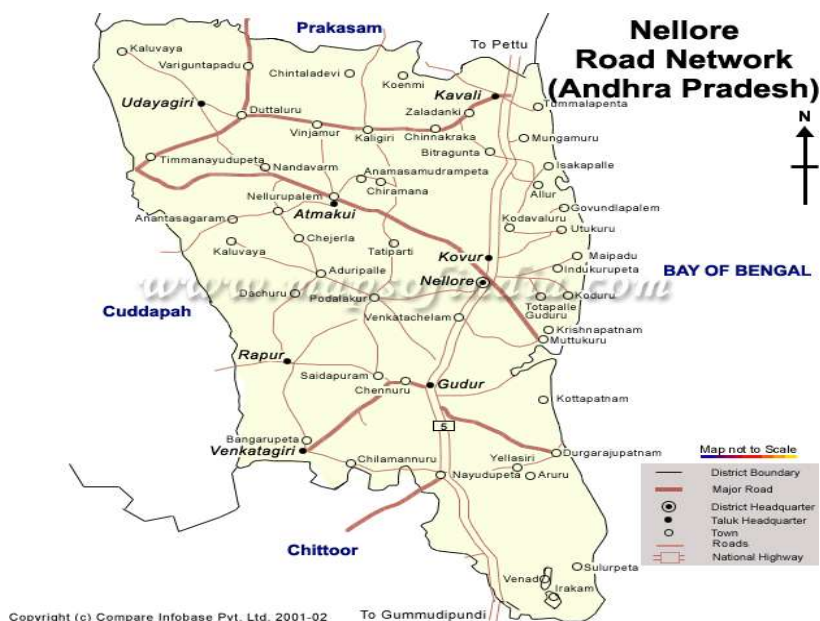 Nellore
Road Network
(Andhra Pradesh)
Prakasam
To Pettu
Kaluvaya
Variguntapadu
Chintaladevi
Koenmi
Kavali
Udayagiri
Duttaluru
Zaladanki
Tummalapenta
N
Vinjamur
Kaligiri
Chinnakraka
Mungamuru
Bitragunta
Timmanayudupeta
Nandavarm
Anamasamudrampeta
Isakapalle
Chiramana
Nellurupalem
Allur
Atmakui
Govundlapalem
Anantasagaram
Kodavaluru
Utukuru
Chejerla
Kaluvaya
Tatiparti
Kovur
Maipadu
Aduripalle
Indukurupeta
BAY OF BENGAL
Nellore
www.mapsofindia.com
Dachuru
Podalakur
Koduru
Totapalle
Guduru
Cuddapah
Venkatachelam
Krishnapatnam
Muttukuru
Rapur
Saidapuram
Chennuru
Gudur
Kottapatnam
5
Bangarupeta
Venkatagiri
Chilamannuru
Yellasiri
Durgarajupatnam
Nayudupeta
Aruru
Map not to Scale
District Boundary
Major Road
District Headquarter
Taluk Headquarter
Town
Roads
National Highway
Chittoor
Sulurpeta
Venad
Irakam
Copyright (c) Compare Infobase Pvt. Ltd. 2001-02
To Gummudipundi